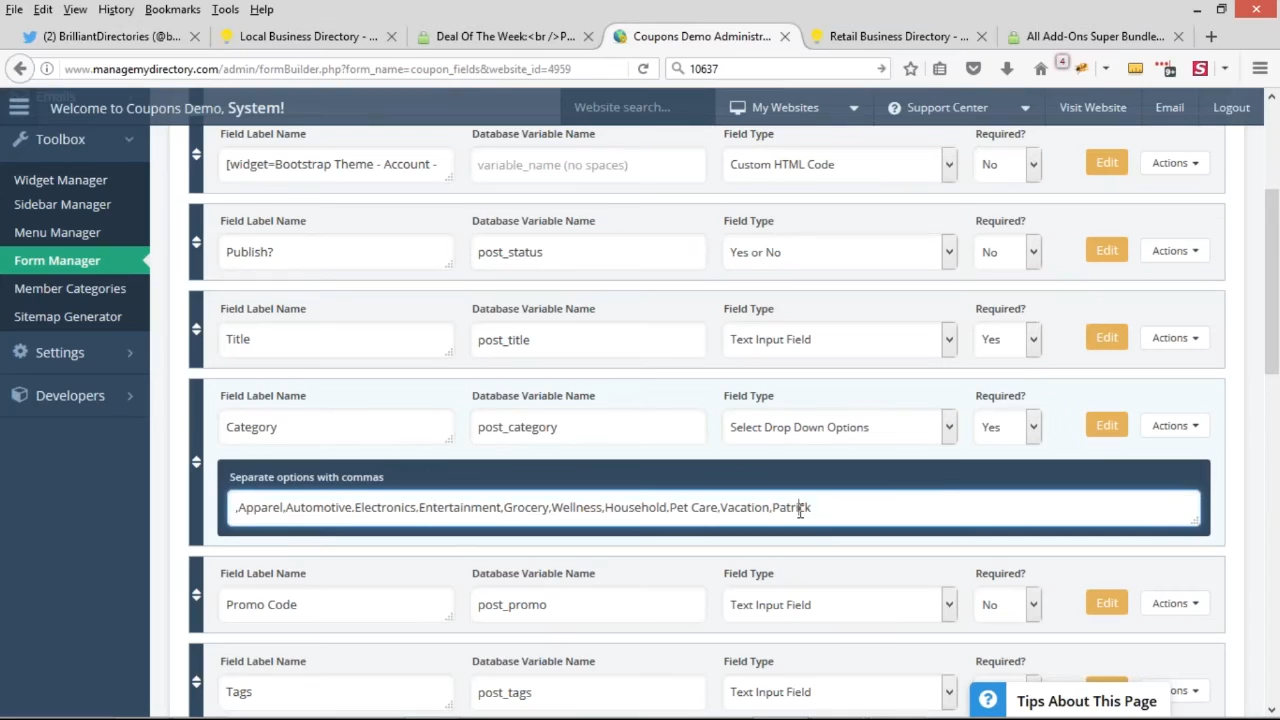 File Edit View History Bookmarks Tools Help
(2) BrilliantDirectories (@b...
Local Business Directory - ...
Deal Of The Week:<br />P...
Coupons Demo Administr...
Retail Business Directory - ...
All Add-Ons Super Bundle...
www.managemydirectory.com/admin/formBuilder.php?form_name=coupon_fields&website_id=4959
10637
4
Welcome to Coupons Demo, System!
Website search...
My Websites
Support Center
Visit Website
Email
Logout
Toolbox
Widget Manager
Sidebar Manager
Menu Manager
Form Manager
Member Categories
Sitemap Generator
Settings
Developers
Field Label Name Database Variable Name Field Type Required?
[widget=Bootstrap Theme - Account - variable_name (no spaces) Custom HTML Code No Edit Actions
Field Label Name Database Variable Name Field Type Required?
Publish? post_status Yes or No No Edit Actions
Field Label Name Database Variable Name Field Type Required?
Title post_title Text Input Field Yes Edit Actions
Field Label Name Database Variable Name Field Type Required?
Category post_category Select Drop Down Options Yes Edit Actions
Separate options with commas
,Apparel,Automotive.Electronics.Entertainment,Grocery,Wellness,Household.Pet Care,Vacation,Patrick
Field Label Name Database Variable Name Field Type Required?
Promo Code post_promo Text Input Field No Edit Actions
Field Label Name Database Variable Name Field Type Required?
Tags post_tags Text Input Field
Tips About This Page